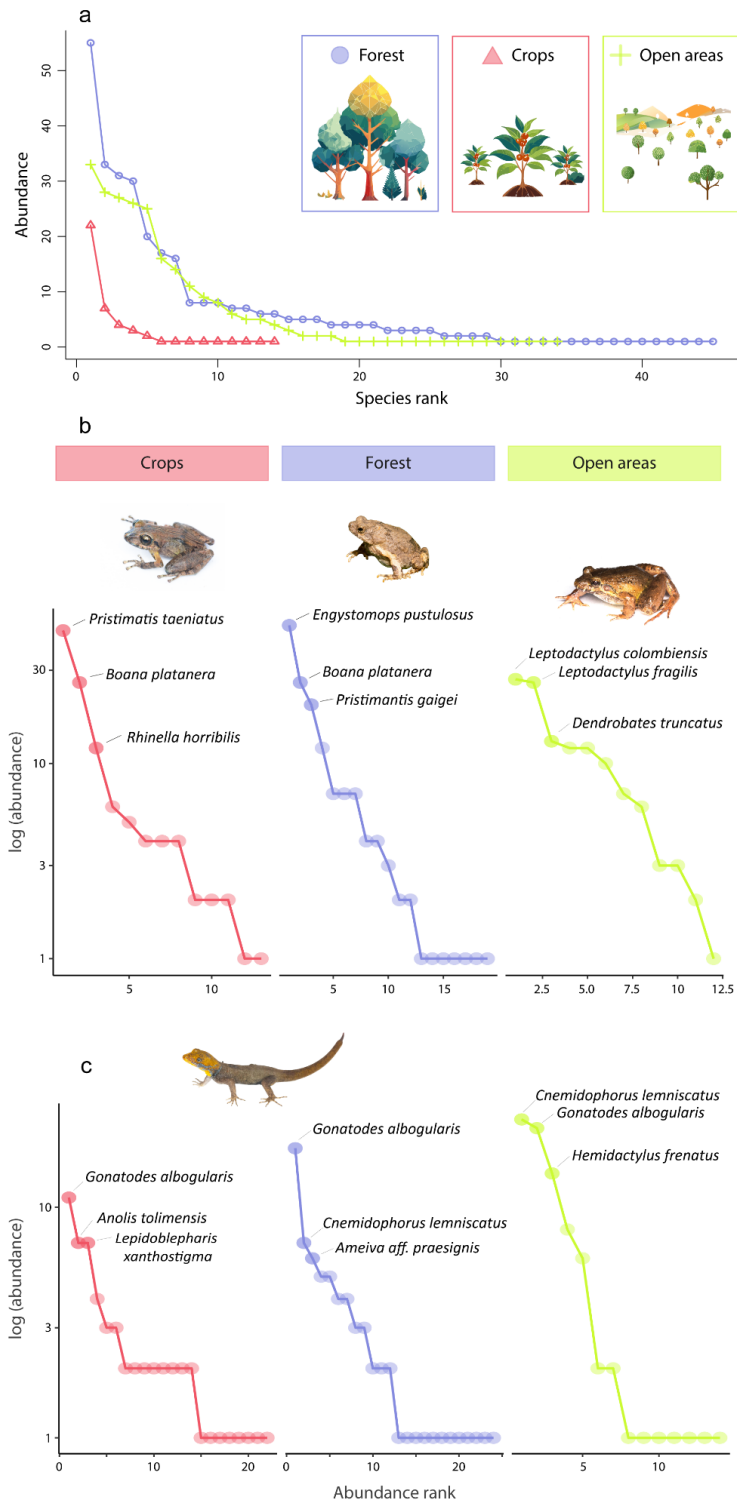 a
Forest
Crops
Open areas
50
40
30
20
10
0
Abundance
0
10
20
30
40
Species rank
b
Crops
Forest
Open areas
Pristimatis taeniatus
Boana platanera
Rhinella horribilis
Engystomops pustulosus
Boana platanera
Pristimantis gaigei
Leptodactylus colombiensis
Leptodactylus fragilis
Dendrobates truncatus
log (abundance)
30
10
3
1
5
10
5
10
15
2.5
5.0
7.5
10
12.5
c
Gonatodes albogularis
Anolis tolimensis
Lepidoblepharis
xanthostigma
Gonatodes albogularis
Cnemidophorus lemniscatus
Ameiva aff. praesignis
Cnemidophorus lemniscatus
Gonatodes albogularis
Hemidactylus frenatus
log (abundance)
10
3
1
0
10
20
0
10
20
5
10
Abundance rank